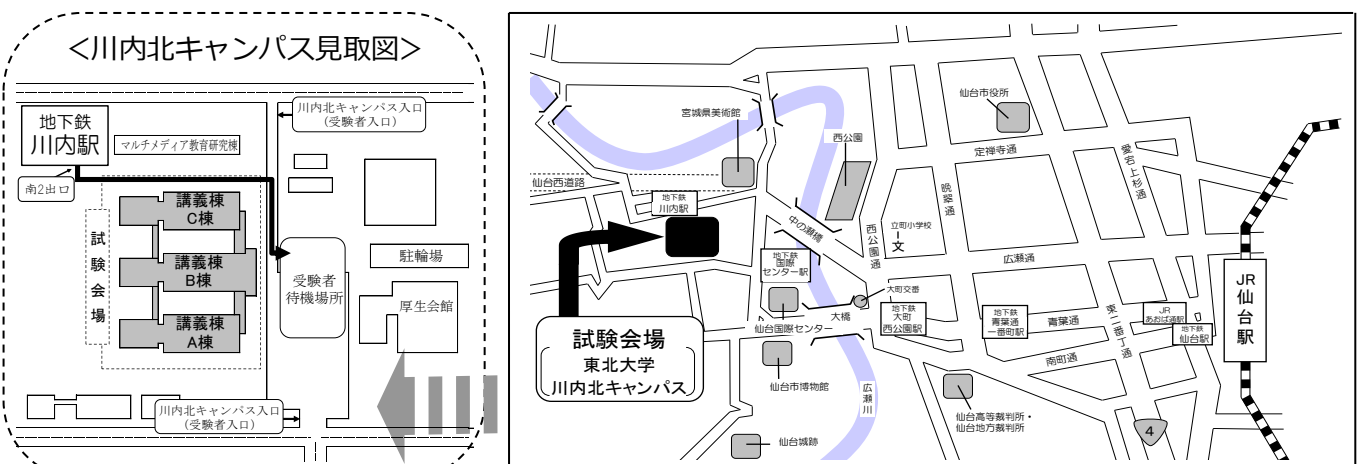 <川内北キャンパス見取図>
川内北キャンパス入口
(受験者入口)
地下鉄
川内駅
マルチメディア教育研究棟
南2出口
講義棟
C棟
試験会場
講義棟
B棟
講義棟
A棟
受験者
待機場所
駐輪場
厚生会館
川内北キャンパス入口
(受験者入口)
仙台市役所
宮城県美術館
西公園
定禅寺通
愛宕上杉通
仙台西道路
晩翠通
地下鉄
川内駅
中の瀬橋
西公園通
立町小学校
文
広瀬通
地下鉄
国際
センター駅
大町交番
JR
仙台駅
仙台国際センター
大橋
地下鉄
大町
西公園駅
地下鉄
青葉通
一番町駅
青葉通
東二番丁通
JR
あおば通駅
地下鉄
仙台駅
南町通
試験会場
東北大学
川内北キャンパス
仙台市博物館
広瀬川
仙台高等裁判所・
仙台地方裁判所
仙台城跡
4